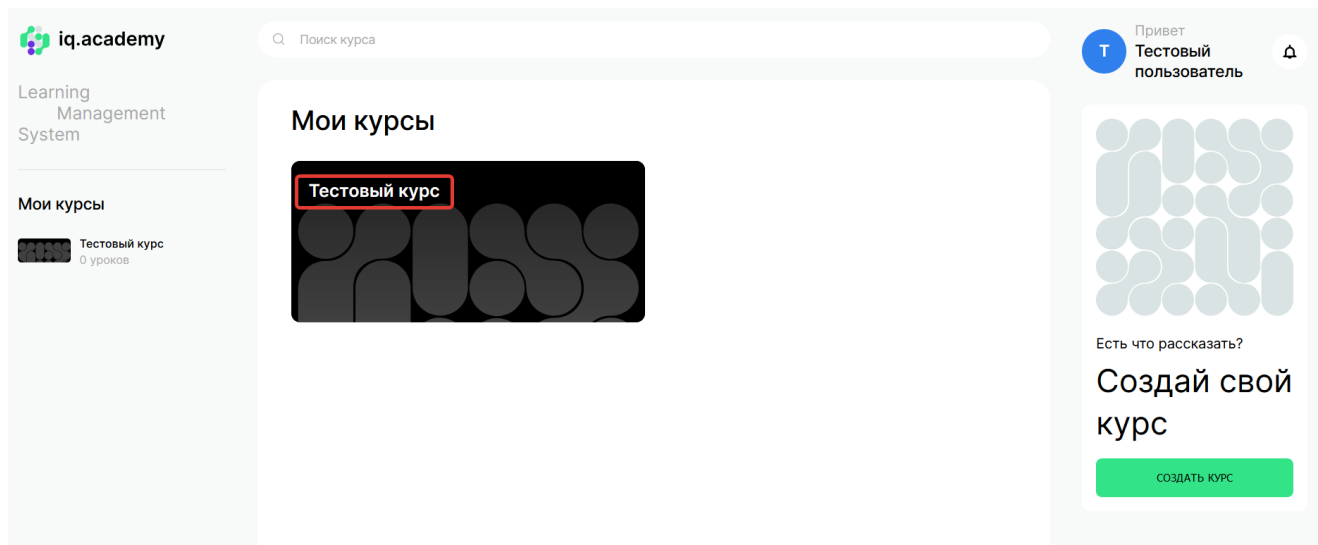 iq.academy
Learning
Management
System
Мои курсы
Тестовый курс
0 уроков
Поиск курса
Мои курсы
Тестовый курс
Т
Привет
Тестовый
пользователь
Есть что рассказать?
Создай свой
курс
СОЗДАТЬ КУРС